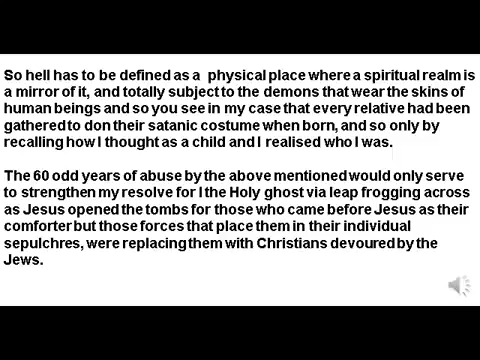 So hell has to be defined as a  physical place where a spiritual realm is
a mirror of it, and totally subject to the demons that wear the skins of
human beings and so you see in my case that every relative had been
gathered to don their satanic costume when born, and so only by
recalling how I thought as a child and I realised who I was.

The 60 odd years of abuse by the above mentioned would only serve
to strengthen my resolve for I the Holy ghost via leap frogging across
as Jesus opened the tombs for those who came before Jesus as their
comforter but those forces that place them in their individual
sepulchres, were replacing them with Christians devoured by the
Jews.